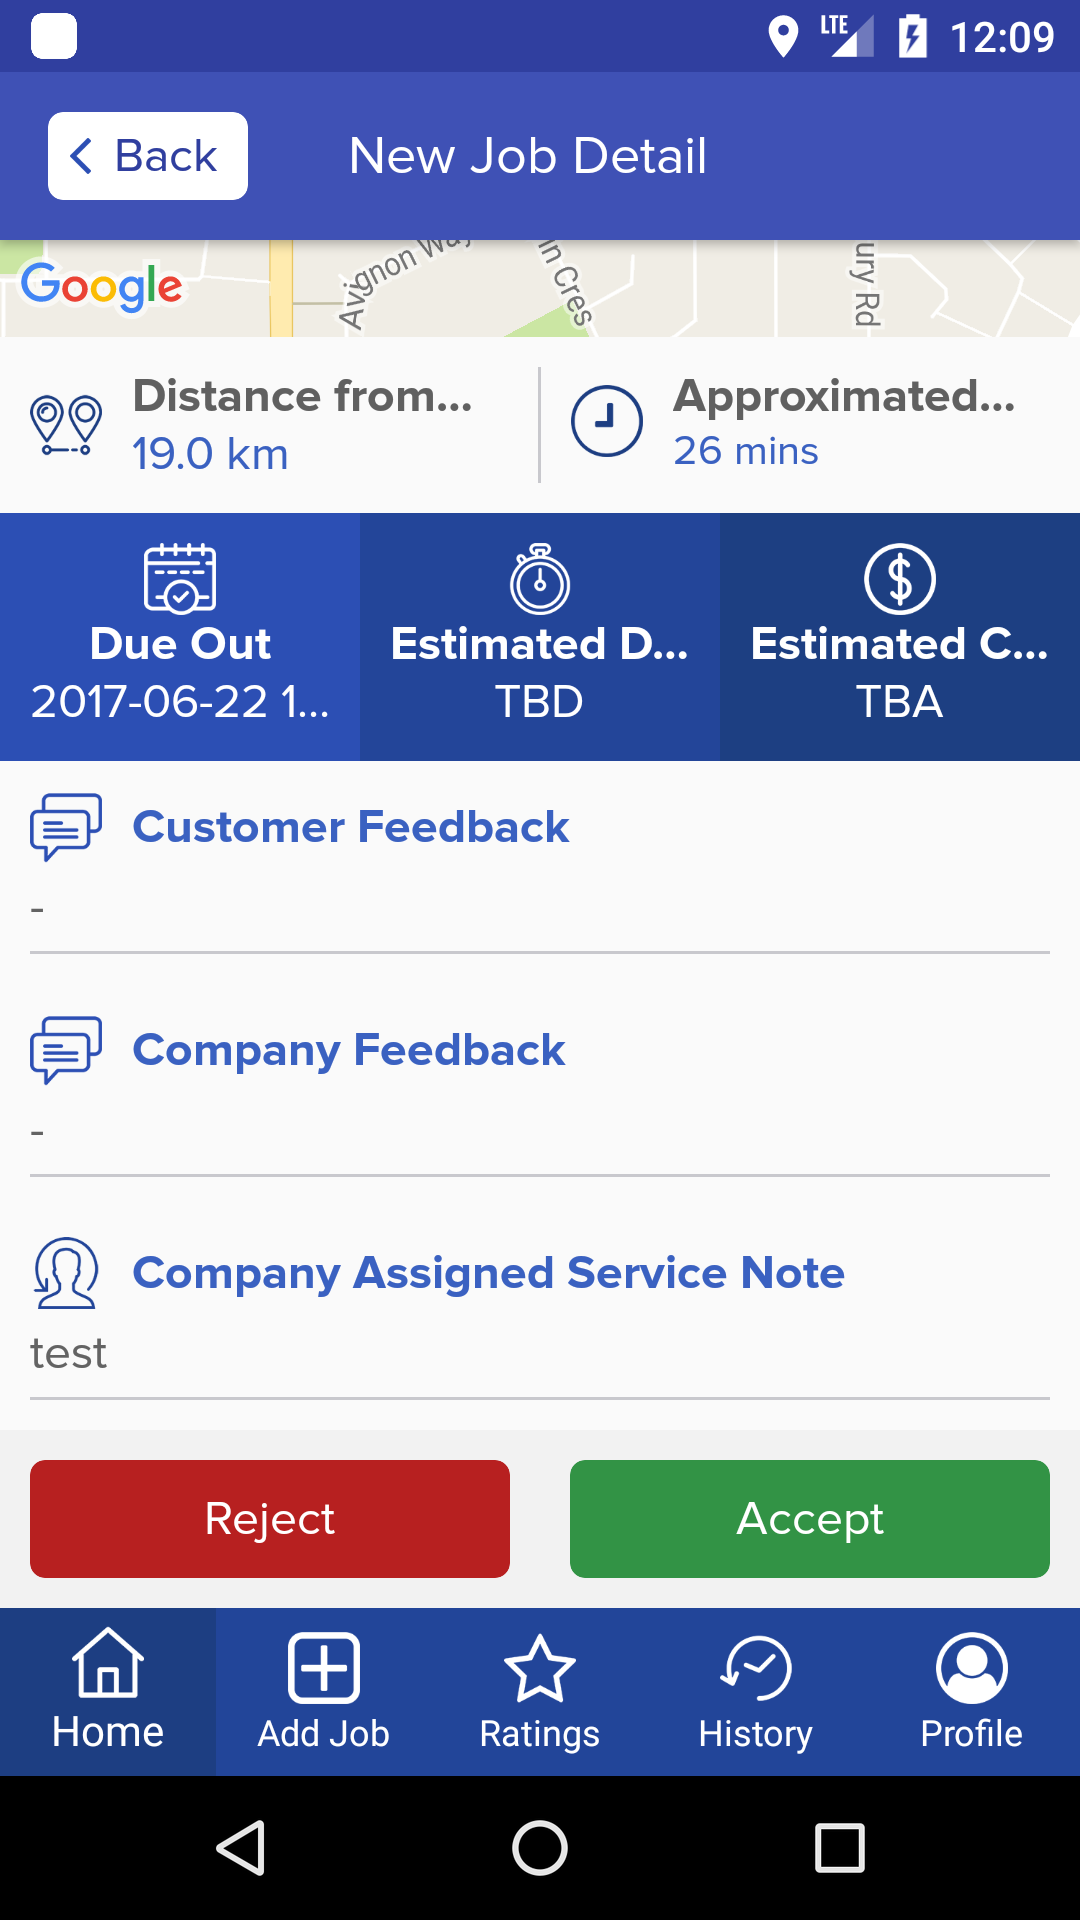 LTE 12:09
Back
New Job Detail
Google
Avignon Way
in Cres
ury Rd
Distance from...
19.0 km
Approximated...
26 mins
Due Out
2017-06-22 1...
Estimated D...
TBD
Estimated C...
TBA
Customer Feedback
-
Company Feedback
-
Company Assigned Service Note
test
Reject
Accept
Home
Add Job
Ratings
History
Profile